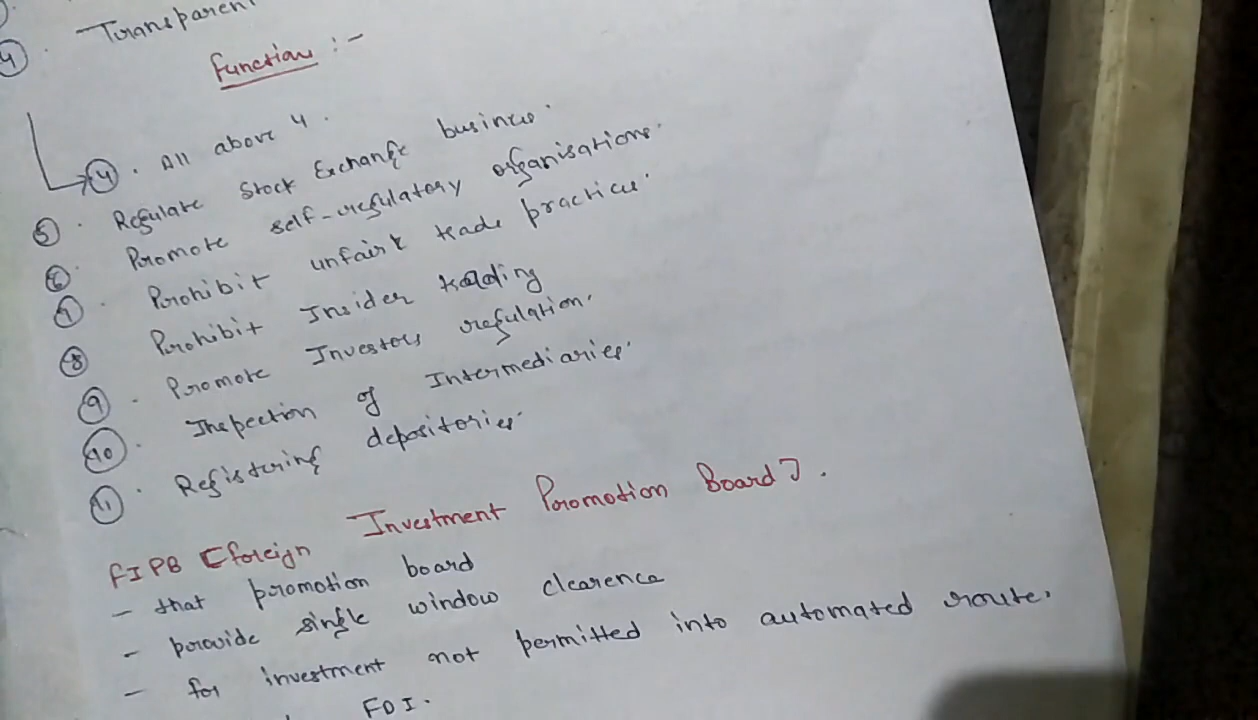 ④. Transparen
Function :-
④. All above 4.
⑤. Regulate Stock Exchange business.
⑥. Promote self-regulatory organisations.
⑦. Prohibit unfair trade practices.
⑧ Prohibit Insider trading
⑨. Promote Investors regulation.
⑩. Inspection of Intermediaries.
⑪. Registering depositories.
FIPB [foreign Investment Promotion Board].
- that promotion board
- provide single window clearence
- for investment not permitted into automated route.
FDI.